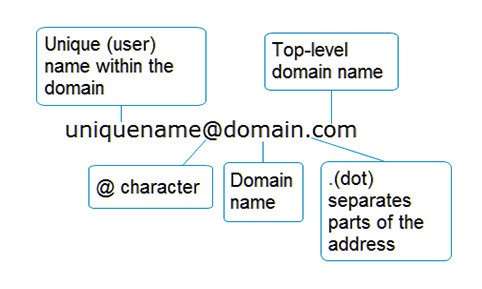 Unique (user)
name within the
domain
Top-level
domain name
uniquename@domain.com
@ character
Domain
name
.(dot)
separates
parts of the
address